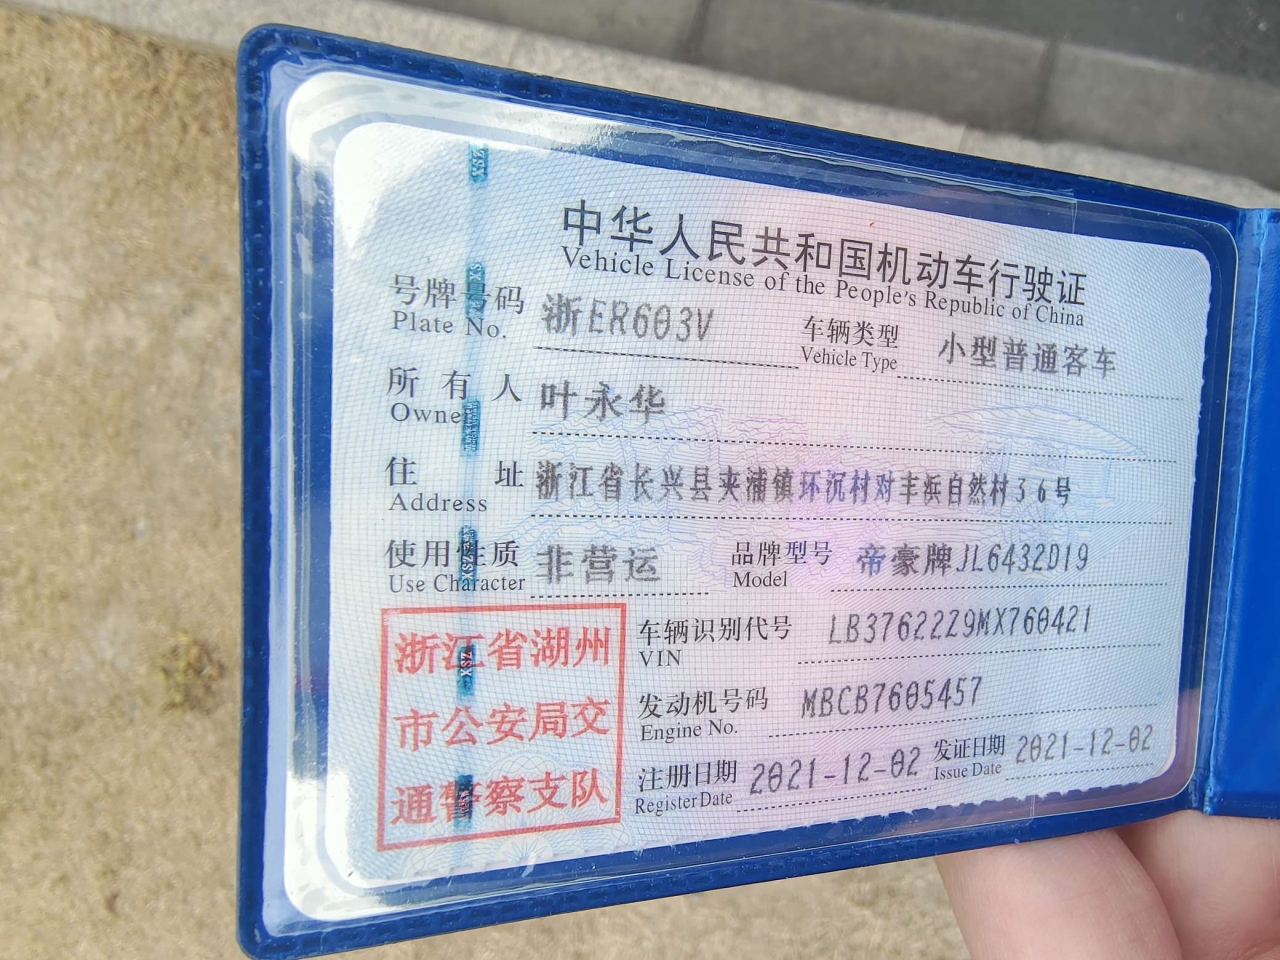 中华人民共和国机动车行驶证
Vehicle License of the People's Republic of China
号牌号码 浙ER603V 车辆类型 小型普通客车
Plate No. Vehicle Type
所有人 叶永华
Owner
住址 浙江省长兴县夹浦镇环沉村对丰浜自然村36号
Address
使用性质 非营运 品牌型号 帝豪牌JL6432D19
Use Character Model
浙江省湖州
市公安局交
通警察支队
车辆识别代号 LB37622Z9MX760421
VIN
发动机号码 MBCB7605457
Engine No.
注册日期 2021-12-02 发证日期 2021-12-02
Register Date Issue Date
XSZ